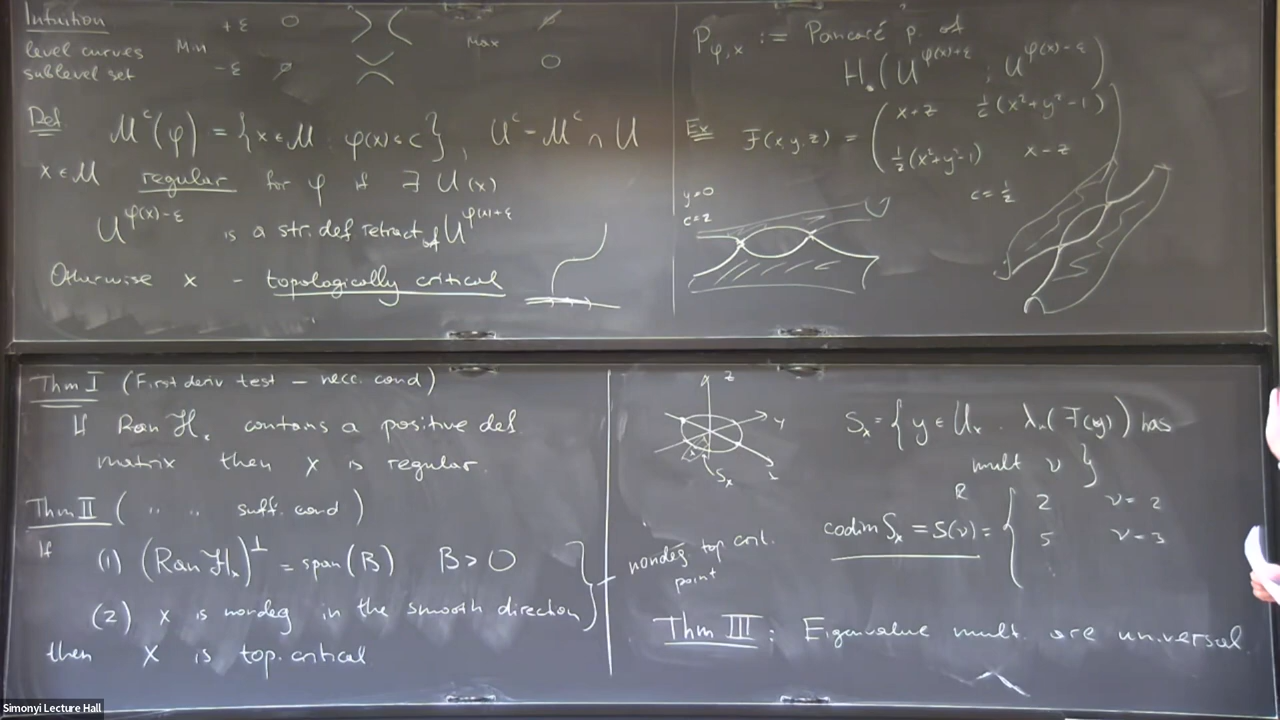 Intuition
level curves
sublevel set
Min
+ε
-ε
Max
Def M^c(φ) = {x ∈ M : φ(x) ≤ c}, U^c = M^c ∩ U
x ∈ M regular for φ if ∃ U(x)
U^{φ(x)-ε} is a str. def retract of U^{φ(x)+ε}
Otherwise x - topologically critical
P_{φ,x} := Poncaré p. of
H.(U^{φ(x)+ε}, U^{φ(x)-ε})
Ex F(x,y,z) = ( x+z ½(x²+y²-1)
½(x²+y²-1) x-z )
y=0
c=2
c = ½
Thm I (First deriv test – necc. cond)
If Ran H_x contans a positive def.
matrix then x is regular.
Thm II ( " " suff. cond )
If (1) (Ran H_x)^⊥ = span(B) B > 0
(2) x is nondeg in the smooth direction
then x is top. critical
nondeg. top crit.
point
z
y
x
S_x
S_x = { y ∈ U_x : λ_n(F(y)) has
mult ν }
codim S_x = S(ν) = { 2 ν = 2
5 ν = 3
R
Thm III : Eigenvalue mult. are universal.
Simonyi Lecture Hall